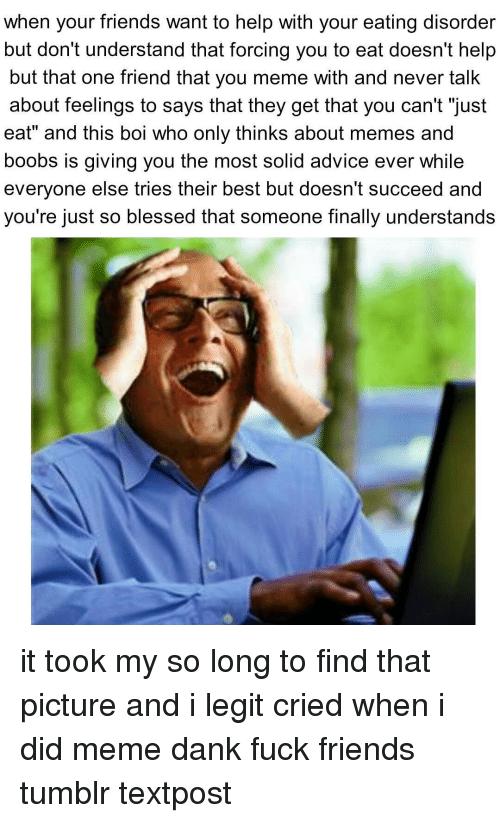 when your friends want to help with your eating disorder
but don't understand that forcing you to eat doesn't help
but that one friend that you meme with and never talk
about feelings to says that they get that you can't "just
eat" and this boi who only thinks about memes and
boobs is giving you the most solid advice ever while
everyone else tries their best but doesn't succeed and
you're just so blessed that someone finally understands
it took my so long to find that
picture and i legit cried when i
did meme dank fuck friends
tumblr textpost